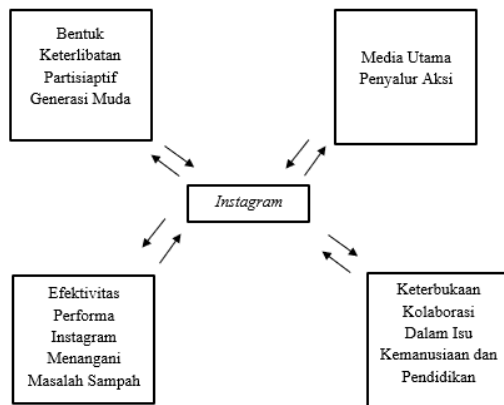 Bentuk
Keterlibatan
Partisiaptif
Generasi Muda
Media Utama
Penyalur Aksi
Instagram
Efektivitas
Performa
Instagram
Menangani
Masalah Sampah
Keterbukaan
Kolaborasi
Dalam Isu
Kemanusiaan dan
Pendidikan